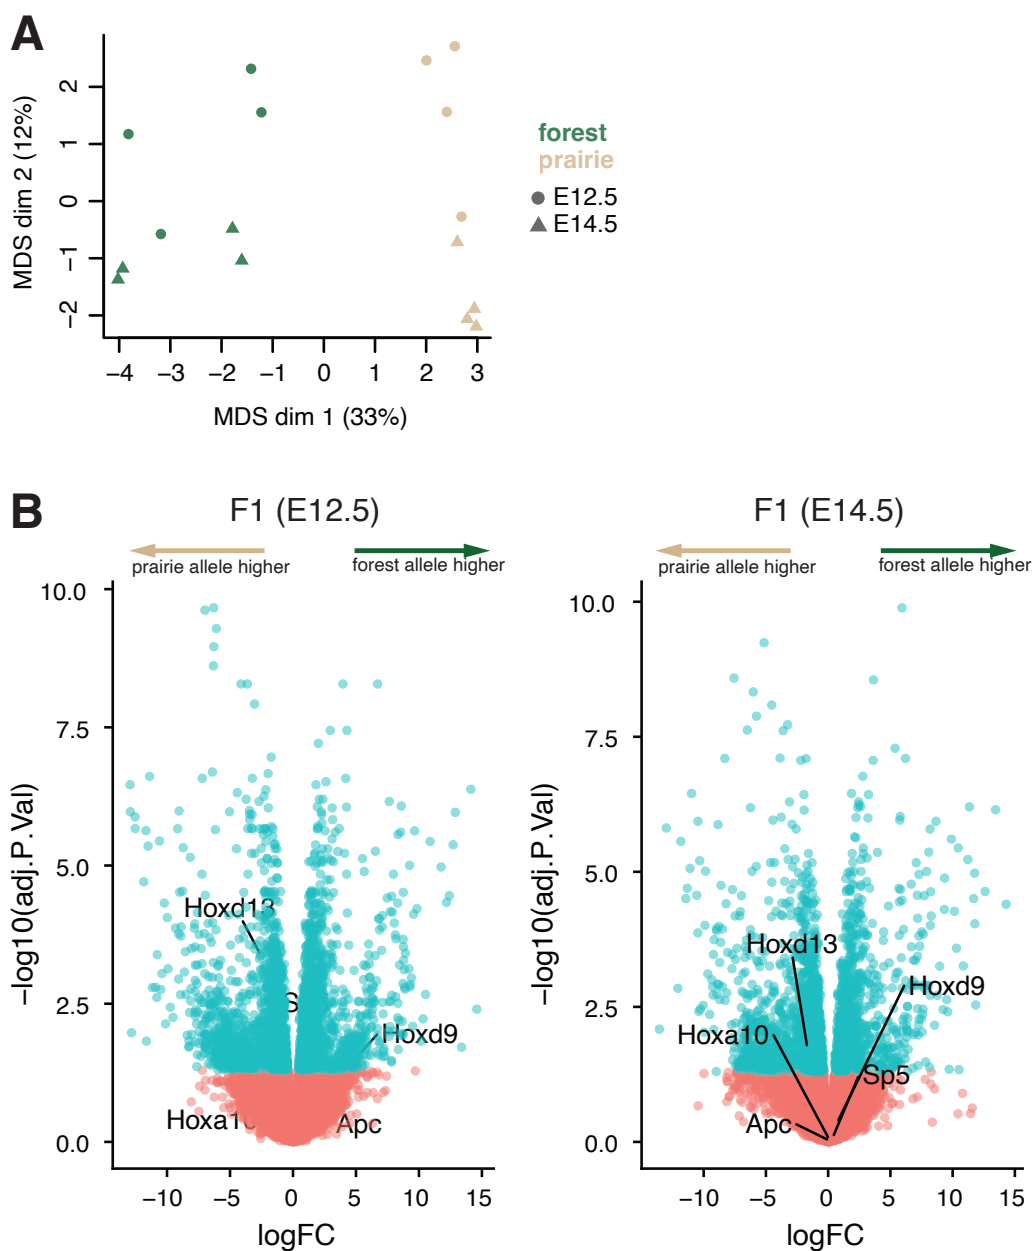 A
2
1
0
−1
−2
MDS dim 2 (12%)
−4 −3 −2 −1 0 1 2 3
MDS dim 1 (33%)
forest
prairie
E12.5
E14.5
B
F1 (E12.5)
prairie allele higher
forest allele higher
10.0
7.5
5.0
2.5
0.0
−log10(adj.P.Val)
Hoxd13
S
Hoxd9
Hoxa10
Apc
−10 −5 0 5 10 15
logFC
F1 (E14.5)
prairie allele higher
forest allele higher
10.0
7.5
5.0
2.5
0.0
−log10(adj.P.Val)
Hoxd13
Hoxd9
Hoxa10
Sp5
Apc
−10 −5 0 5 10 15
logFC